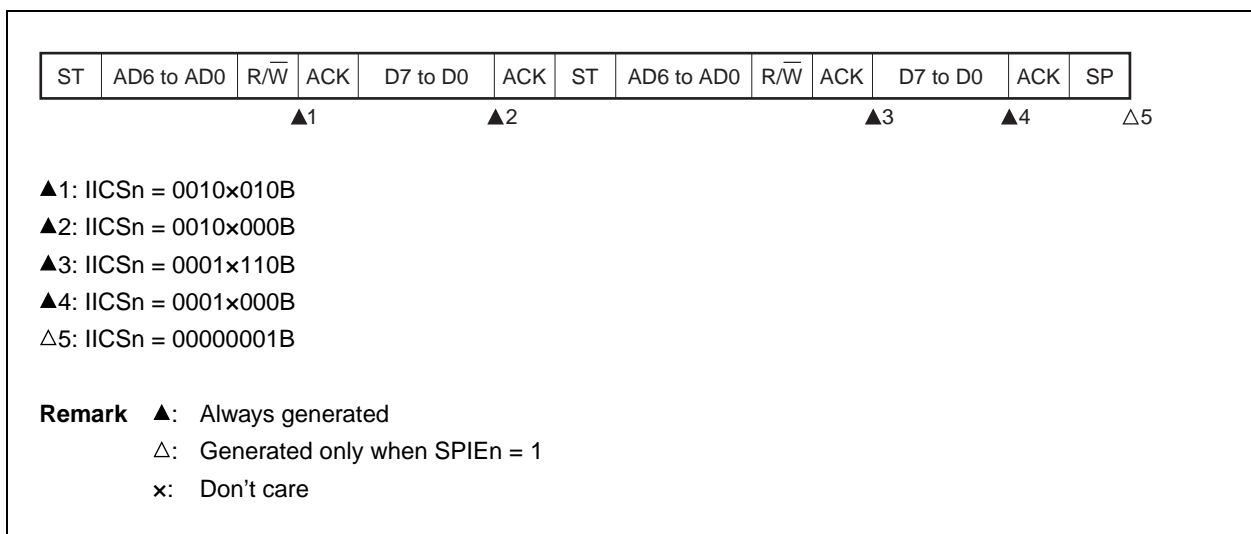 ST AD6 to AD0 R/W̅ ACK D7 to D0 ACK ST AD6 to AD0 R/W̅ ACK D7 to D0 ACK SP
▲1 ▲2 ▲3 ▲4 △5
▲1: IICSn = 0010×010B
▲2: IICSn = 0010×000B
▲3: IICSn = 0001×110B
▲4: IICSn = 0001×000B
△5: IICSn = 00000001B
Remark ▲: Always generated
△: Generated only when SPIEn = 1
×: Don't care